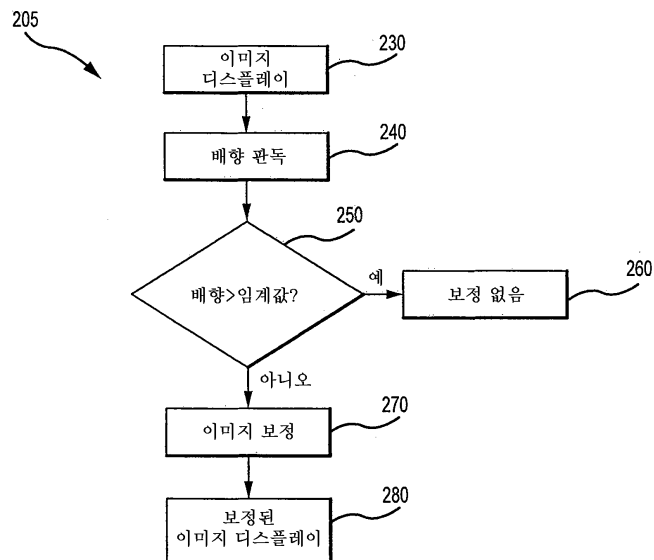 205
이미지
디스플레이
230
배향 판독
240
250
배향>임계값?
예
보정 없음
260
아니오
이미지 보정
270
보정된
이미지 디스플레이
280